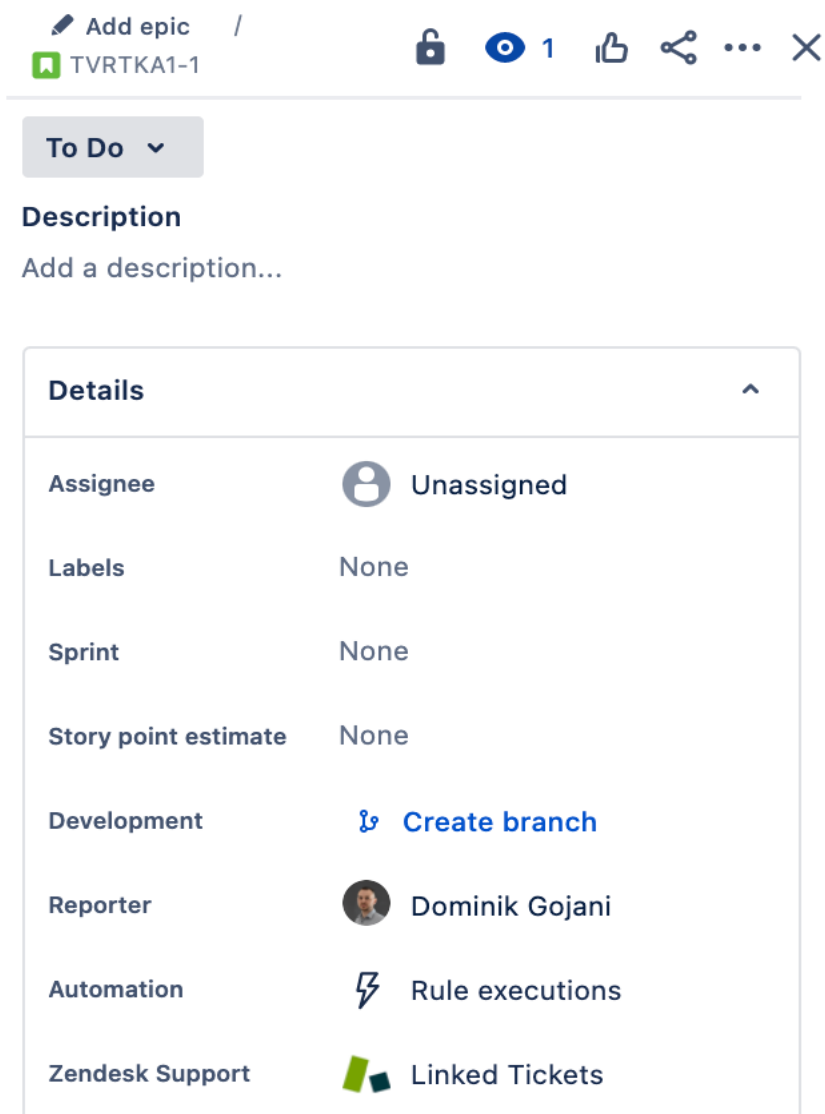 Add epic /
TVRTKA1-1
1
To Do
Description
Add a description...
Details
Assignee Unassigned
Labels None
Sprint None
Story point estimate None
Development Create branch
Reporter Dominik Gojani
Automation Rule executions
Zendesk Support Linked Tickets